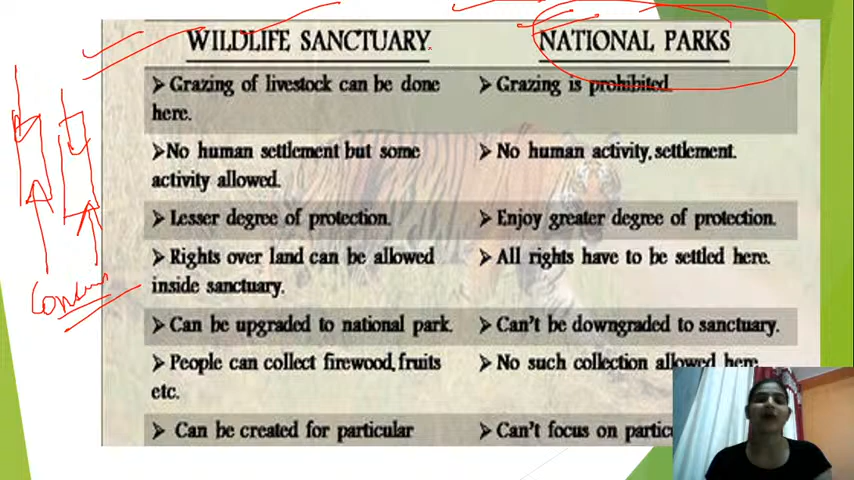 WILDLIFE SANCTUARY NATIONAL PARKS
➤Grazing of livestock can be done ➤Grazing is prohibited.
here.
➤No human settlement but some ➤No human activity,settlement.
activity allowed.
➤Lesser degree of protection. ➤Enjoy greater degree of protection.
➤Rights over land can be allowed ➤All rights have to be settled here.
inside sanctuary.
➤Can be upgraded to national park. ➤Can't be downgraded to sanctuary.
➤People can collect firewood,fruits ➤No such collection allowed here
etc.
➤ Can be created for particular ➤Can't focus on